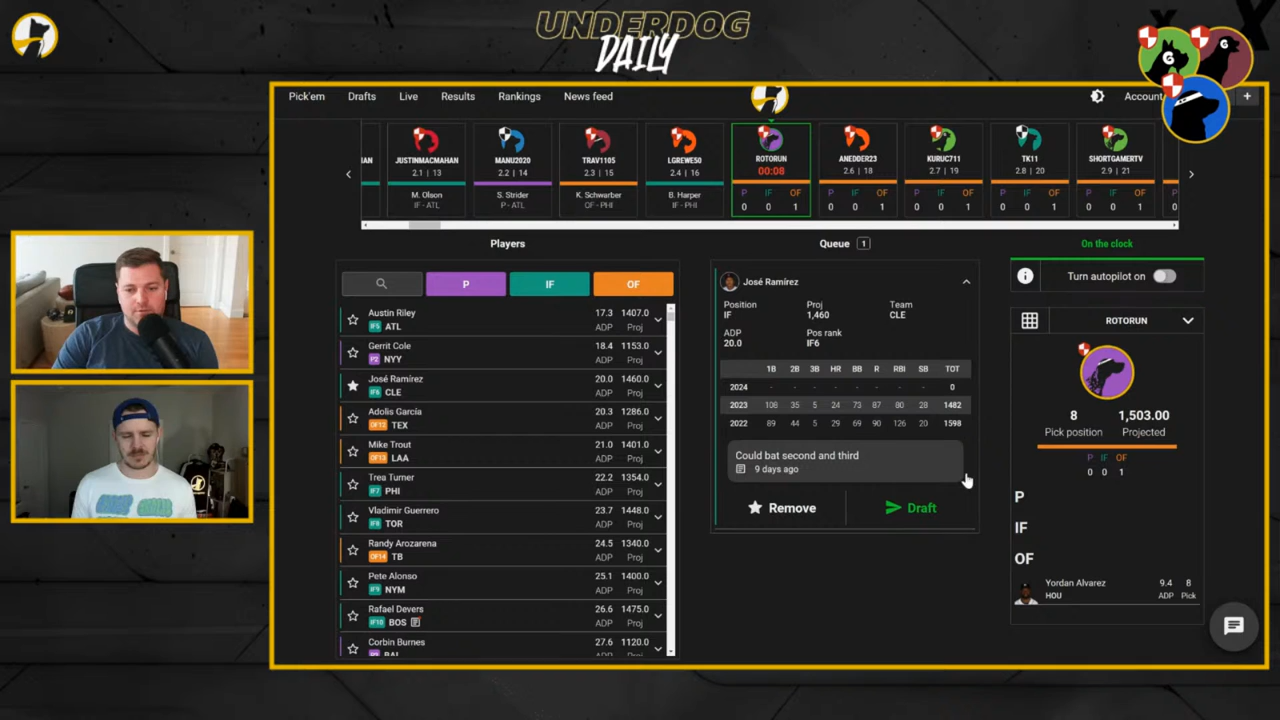 UNDERDOG
DAILY
G
G
Pick'em Drafts Live Results Rankings News feed Account +
AN JUSTINMACMAHAN MANU2020 TRAV1105 LGREWE50 ROTORUN ANEDDER23 KURUC711 TK11 SHORTGAMERTV
2.1 | 13 2.2 | 14 2.3 | 15 2.4 | 16 00:08 2.6 | 18 2.7 | 19 2.8 | 20 2.9 | 21
M. Olson S. Strider K. Schwarber B. Harper P IF OF P IF OF P IF OF P IF OF P IF OF P
IF - ATL P - ATL OF - PHI IF - PHI 0 0 1 0 0 1 0 0 1 0 0 1 0 0 1 0
Players
P IF OF
Austin Riley 17.3 1407.0
IF5 ATL ADP Proj
Gerrit Cole 18.4 1153.0
P2 NYY ADP Proj
José Ramírez 20.0 1460.0
IF6 CLE ADP Proj
Adolis García 20.3 1286.0
OF12 TEX ADP Proj
Mike Trout 21.0 1401.0
OF13 LAA ADP Proj
Trea Turner 22.2 1354.0
IF7 PHI ADP Proj
Vladimir Guerrero 23.7 1448.0
IF8 TOR ADP Proj
Randy Arozarena 24.5 1340.0
OF14 TB ADP Proj
Pete Alonso 25.1 1400.0
IF9 NYM ADP Proj
Rafael Devers 26.6 1475.0
IF10 BOS ADP Proj
Corbin Burnes 27.6 1120.0
BAL ADP Proj
Queue 1
José Ramírez
Position Proj Team
IF 1,460 CLE
ADP Pos rank
20.0 IF6
1B 2B 3B HR BB R RBI SB TOT
2024 - - - - - - - - 0
2023 108 35 5 24 73 87 80 28 1482
2022 89 44 5 29 69 90 126 20 1598
Could bat second and third
9 days ago
Remove Draft
On the clock
Turn autopilot on
ROTORUN
8 1,503.00
Pick position Projected
P IF OF
0 0 1
P
IF
OF
Yordan Alvarez 9.4 8
HOU ADP Pick